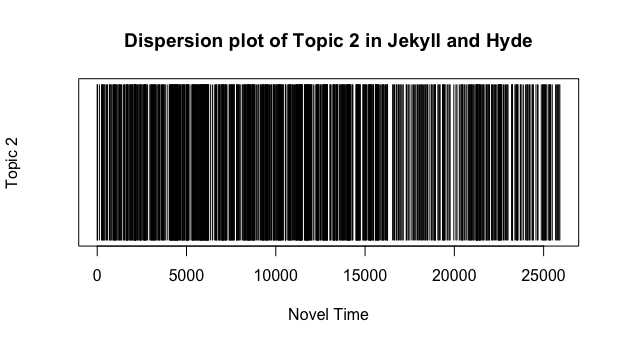 Dispersion plot of Topic 2 in Jekyll and Hyde
Topic 2
0 5000 10000 15000 20000 25000
Novel Time